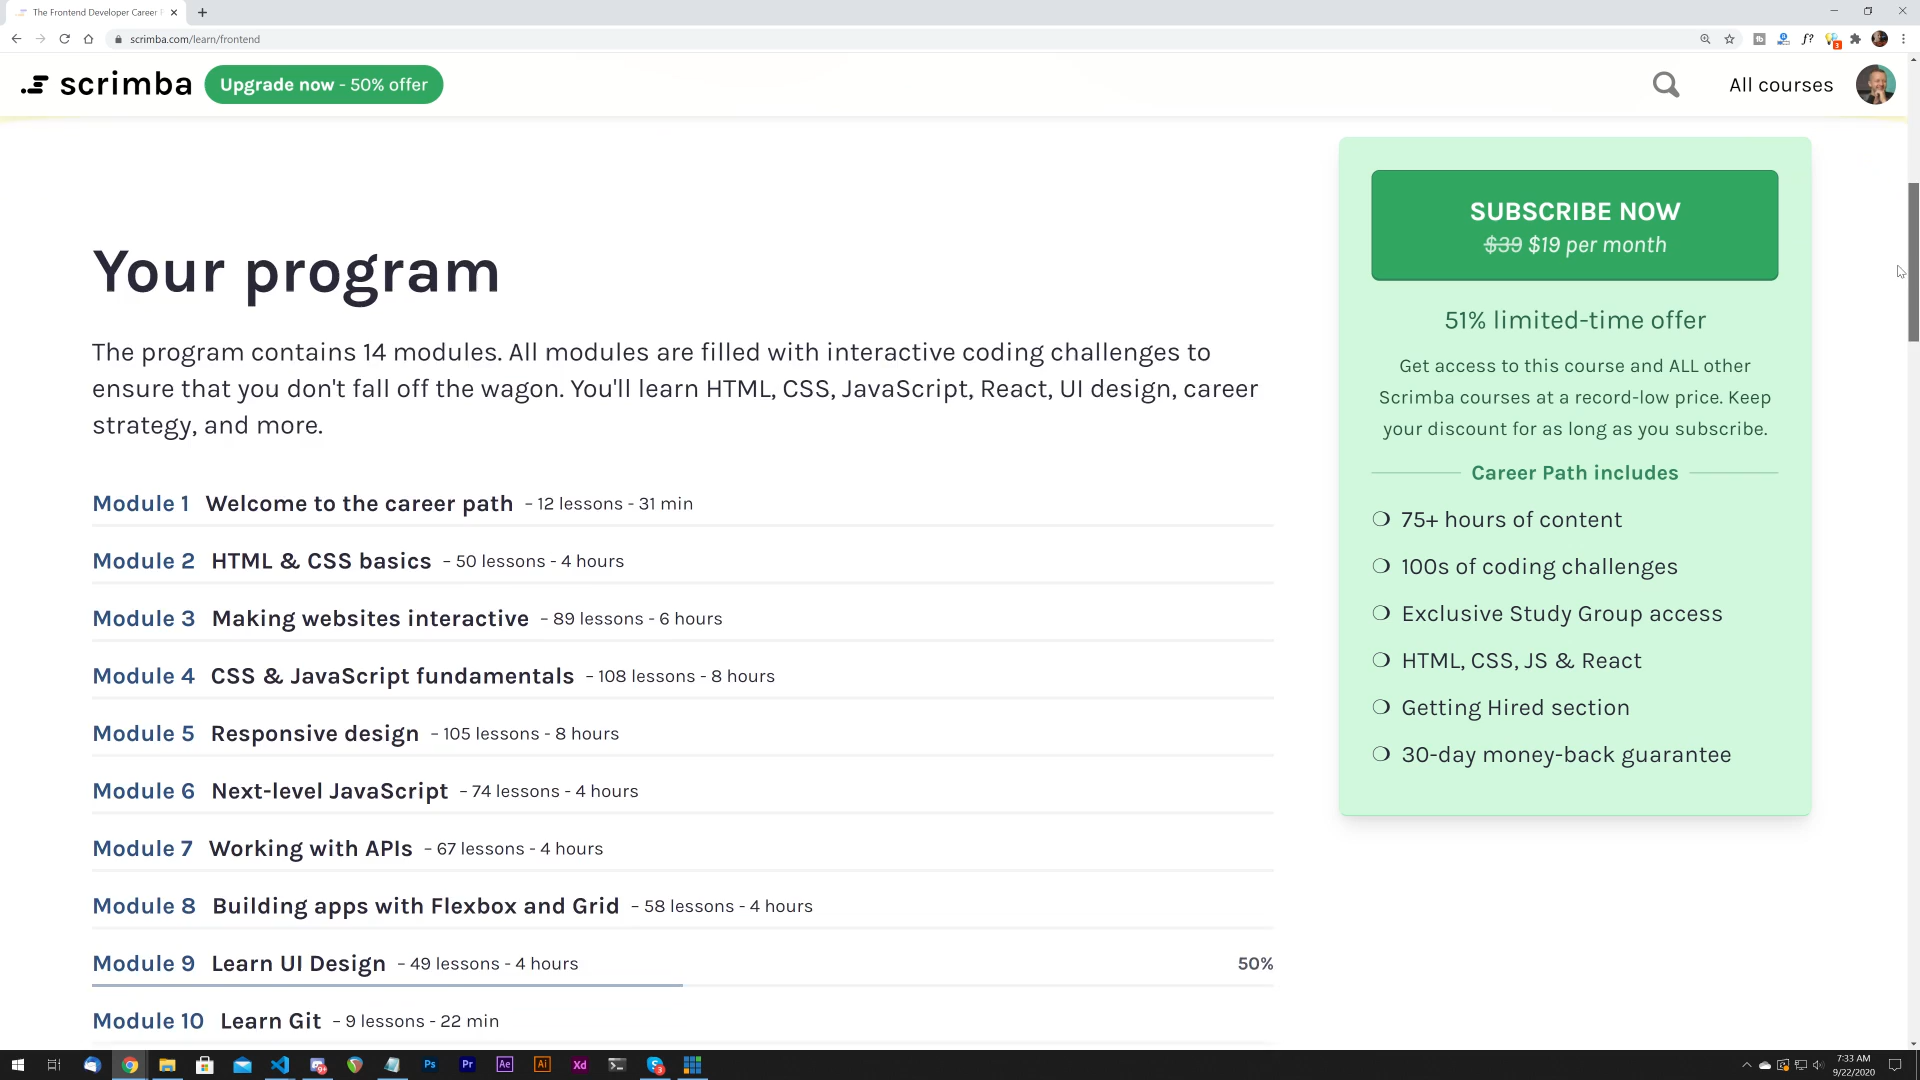 The Frontend Developer Career
scrimba.com/learn/frontend
scrimba
Upgrade now - 50% offer
All courses
Your program
The program contains 14 modules. All modules are filled with interactive coding challenges to
ensure that you don't fall off the wagon. You'll learn HTML, CSS, JavaScript, React, UI design, career
strategy, and more.
Module 1 Welcome to the career path – 12 lessons - 31 min
Module 2 HTML & CSS basics – 50 lessons - 4 hours
Module 3 Making websites interactive – 89 lessons - 6 hours
Module 4 CSS & JavaScript fundamentals – 108 lessons - 8 hours
Module 5 Responsive design – 105 lessons - 8 hours
Module 6 Next-level JavaScript – 74 lessons - 4 hours
Module 7 Working with APIs – 67 lessons - 4 hours
Module 8 Building apps with Flexbox and Grid – 58 lessons - 4 hours
Module 9 Learn UI Design – 49 lessons - 4 hours 50%
Module 10 Learn Git – 9 lessons - 22 min
SUBSCRIBE NOW
$39 $19 per month
51% limited-time offer
Get access to this course and ALL other
Scrimba courses at a record-low price. Keep
your discount for as long as you subscribe.
Career Path includes
75+ hours of content
100s of coding challenges
Exclusive Study Group access
HTML, CSS, JS & React
Getting Hired section
30-day money-back guarantee
Ps Pr Ae Ai Xd
7:33 AM
9/22/2020